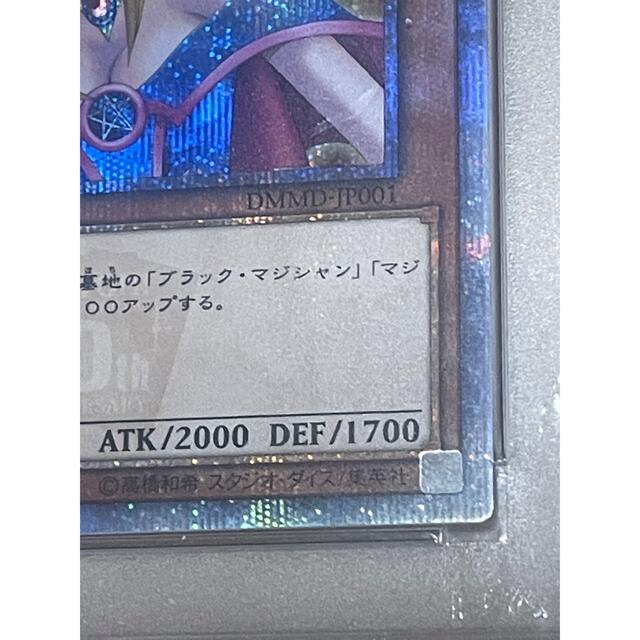 DMMD-JP001
墓地の「ブラック・マジシャン」「マジ
００アップする。
th
ATK/2000 DEF/1700
©高橋和希 スタジオ・ダイス/集英社